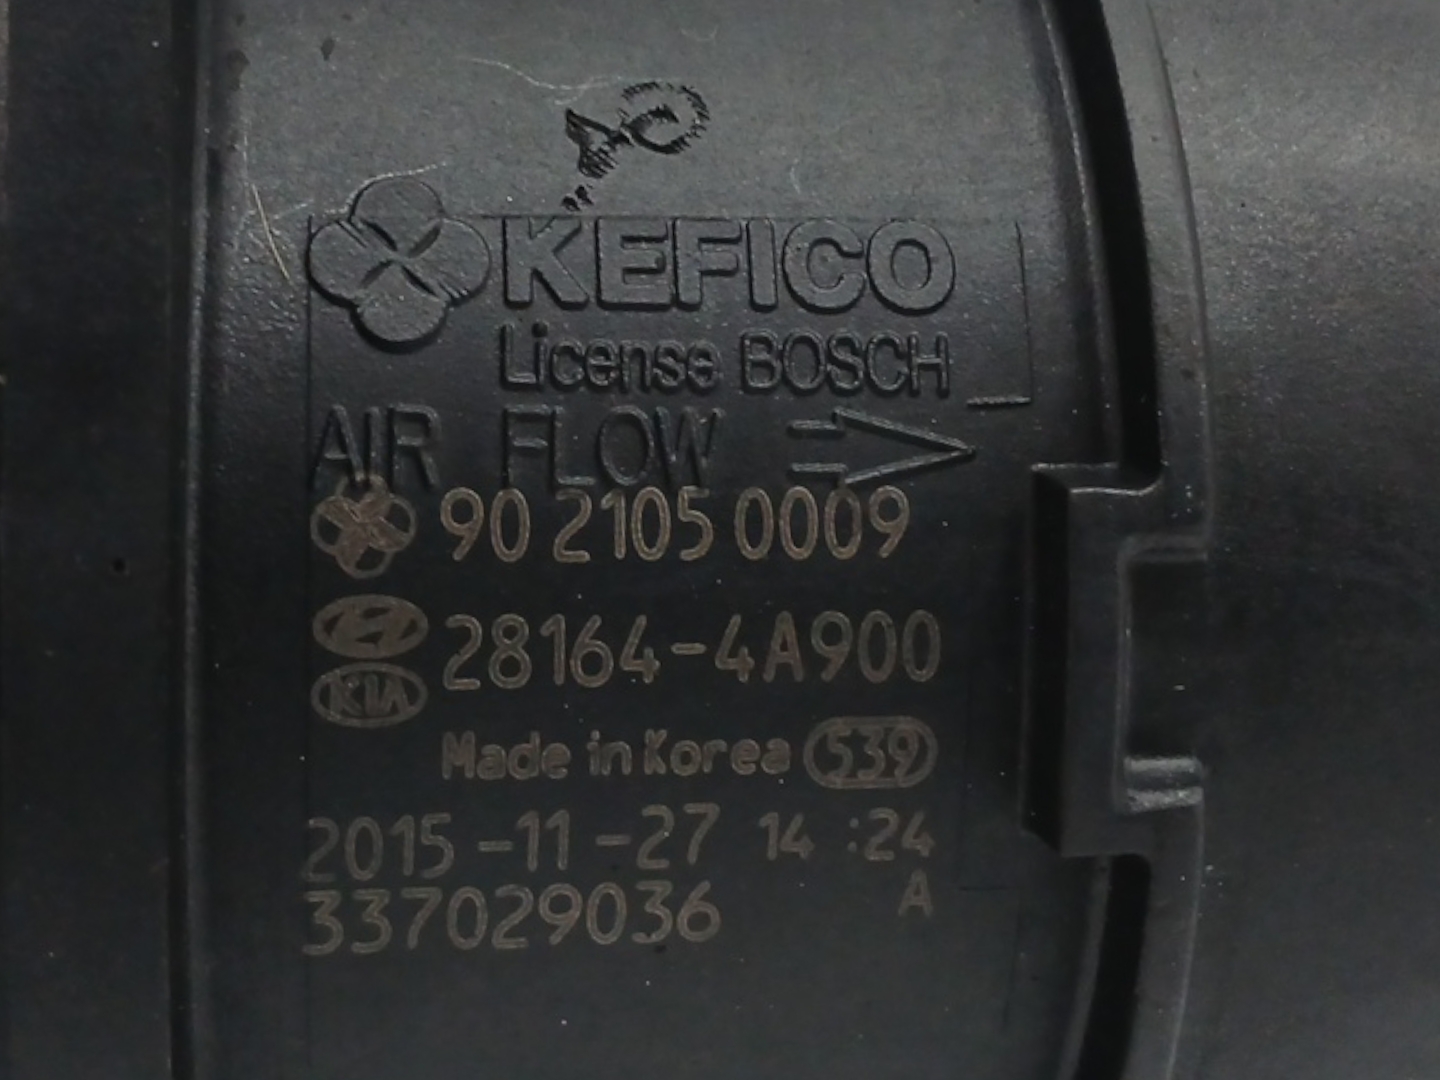 KEFICO
License BOSCH
AIR FLOW
90 2105 0009
28164-4A900
KIA
Made in Korea 539
2015-11-27 14:24
337029036 A